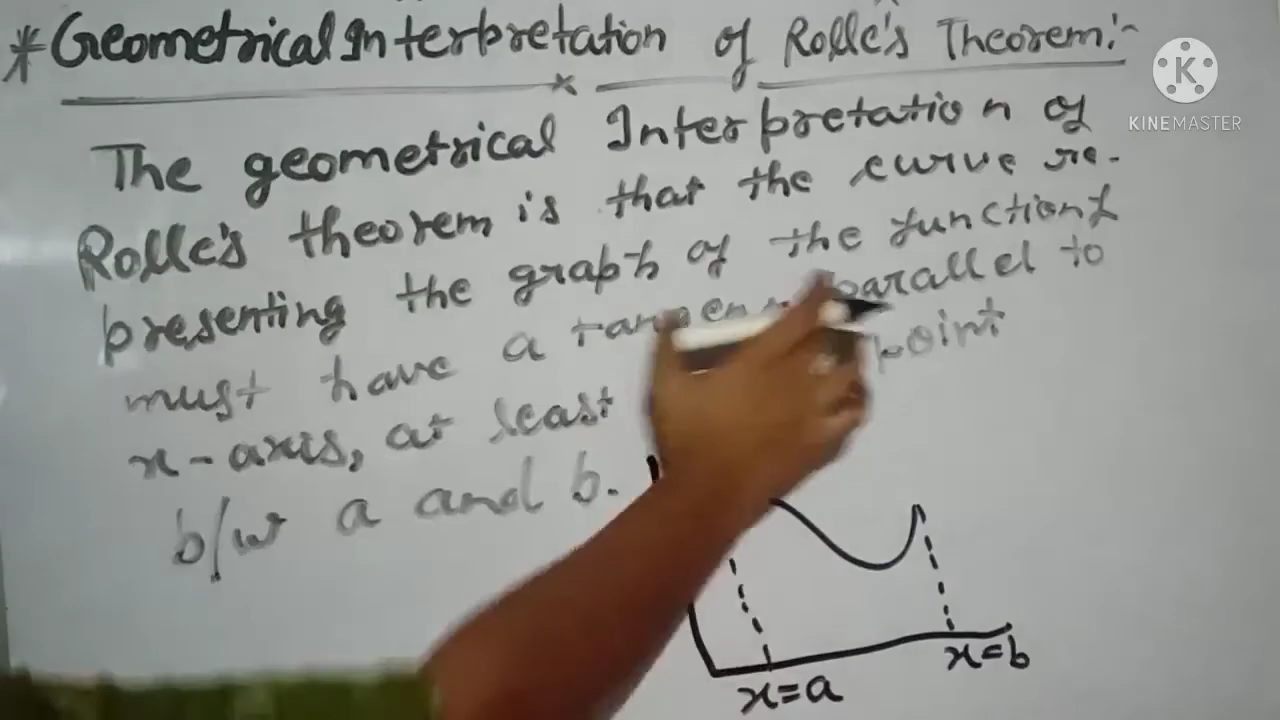 * Geometrical Interpretation of Rolle's Theorem:-
The geometrical Interpretation of
Rolle's theorem is that the curve re-
presenting the graph of the function f
must have a parallel to
x-axis, at least point
b/w a and b.
x=a
x=b
K
KINEMASTER